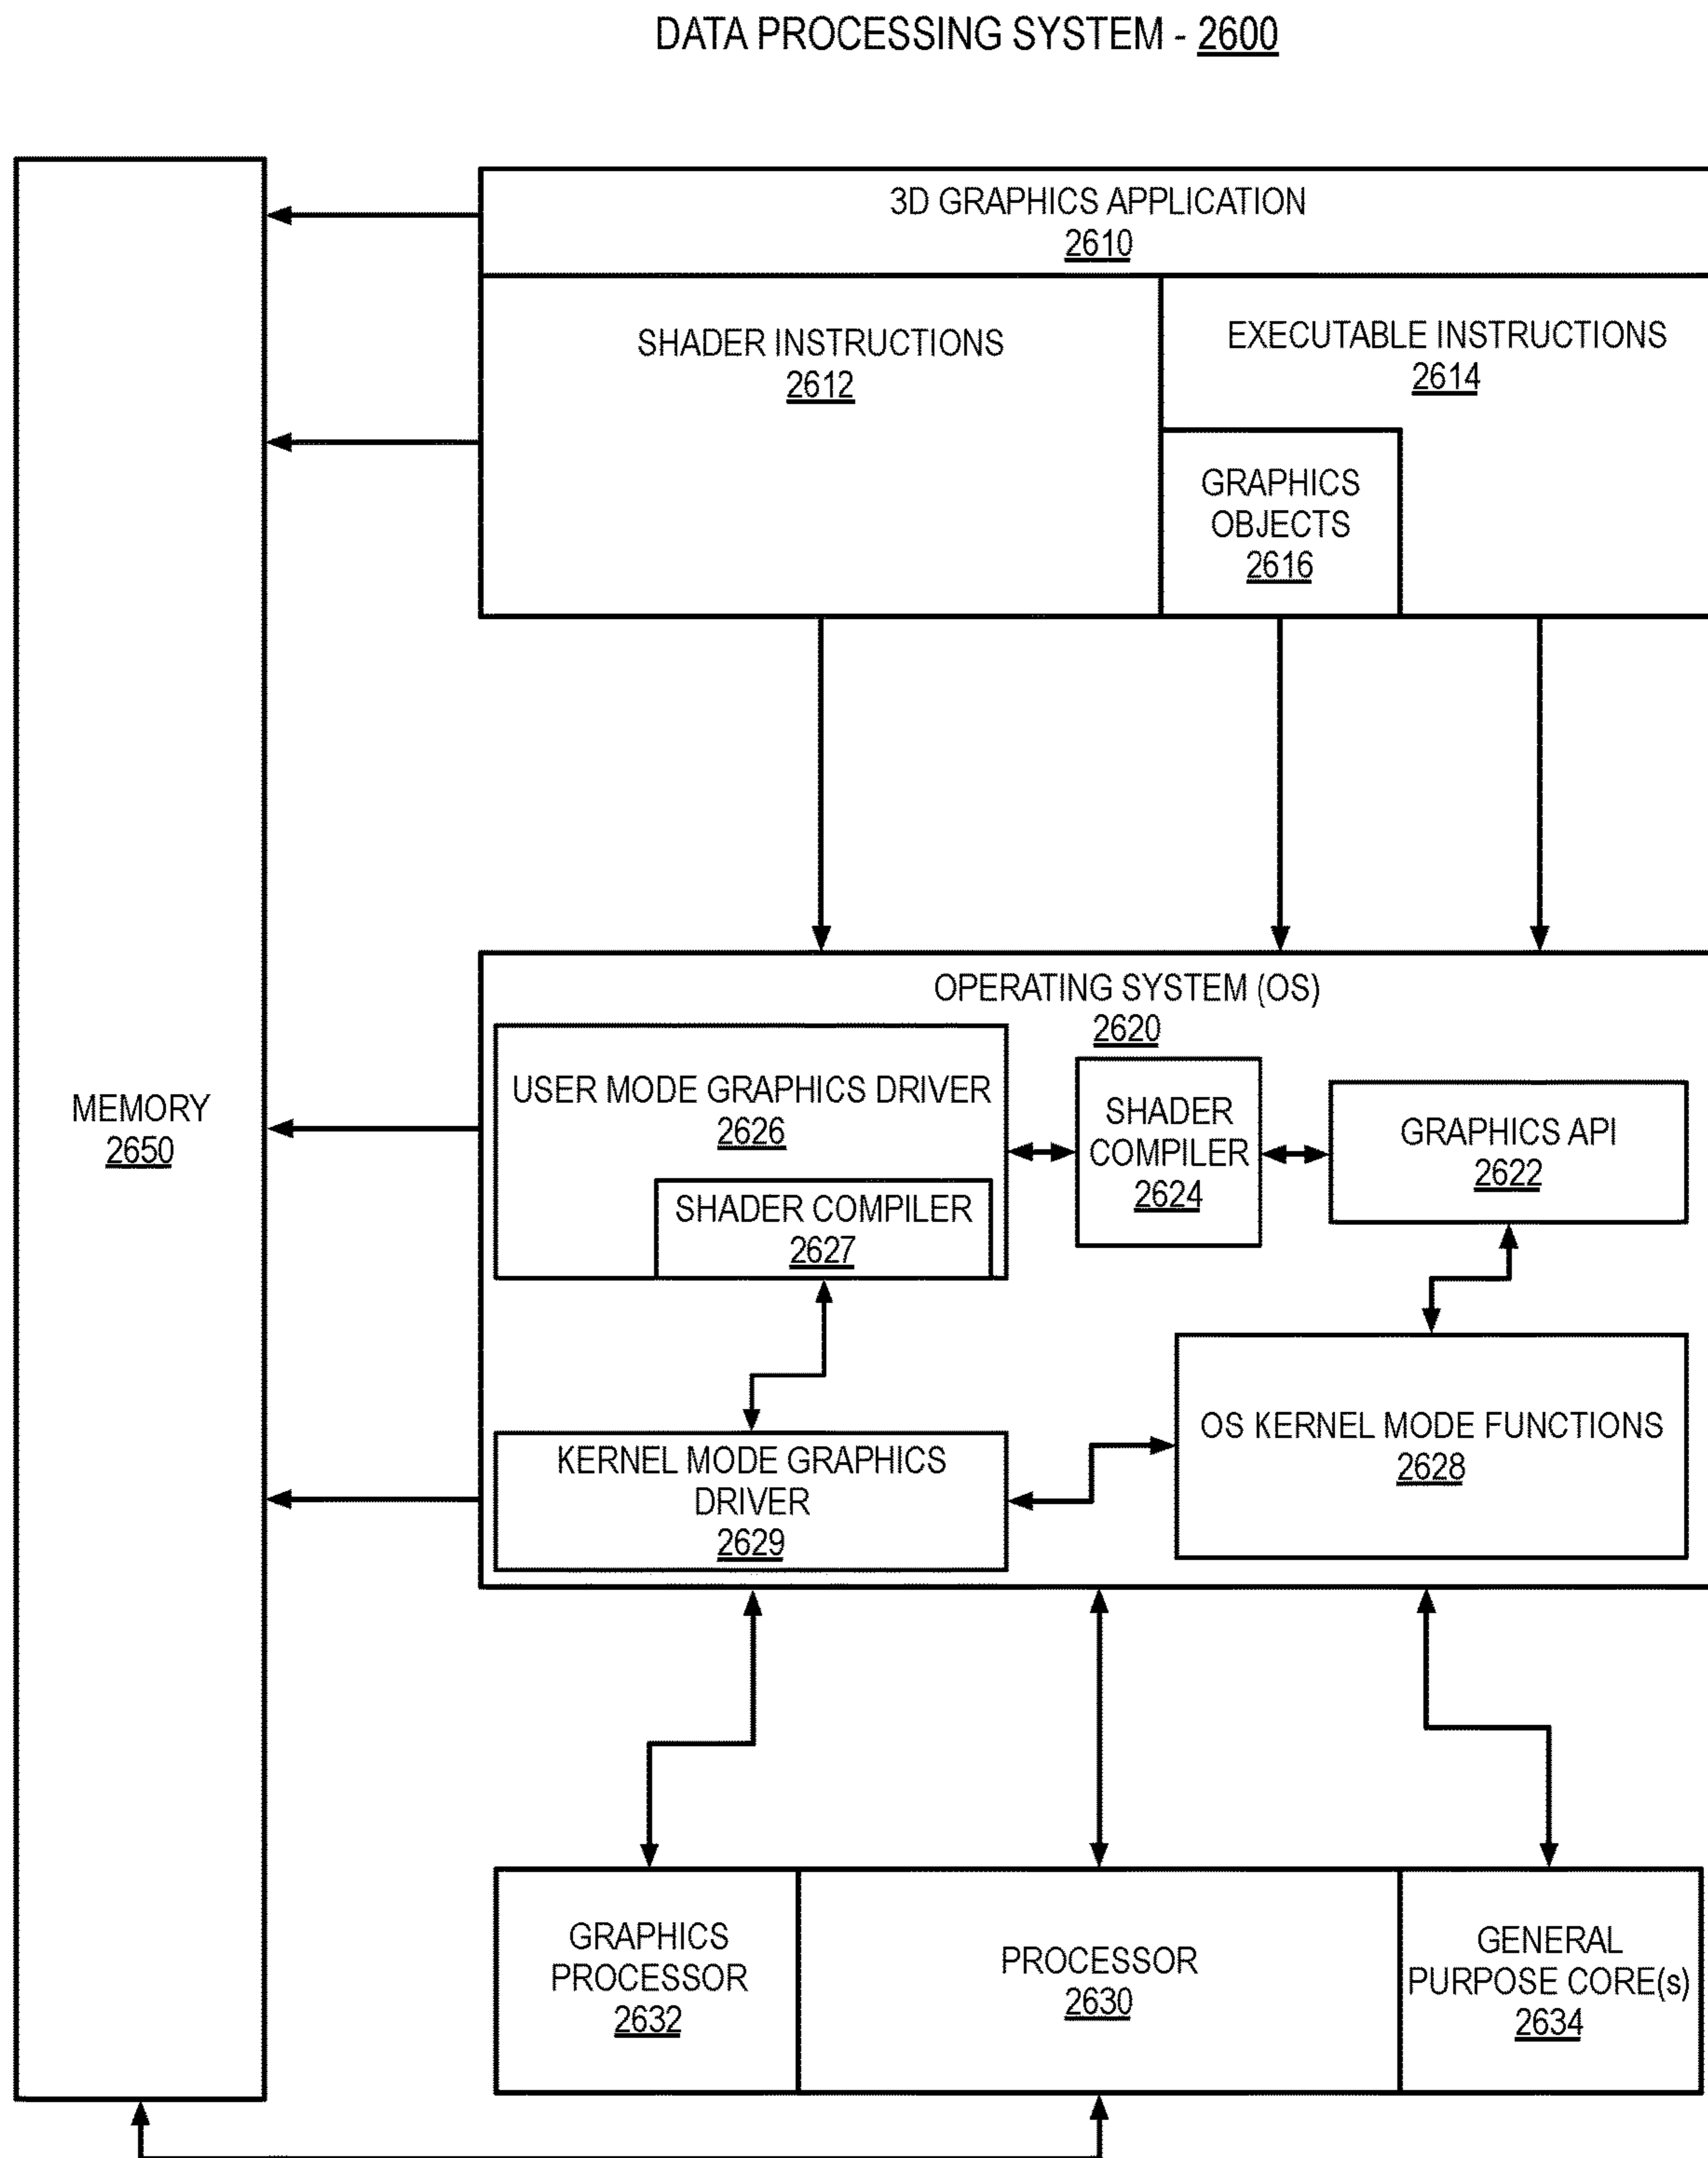 DATA PROCESSING SYSTEM - 2600
3D GRAPHICS APPLICATION
2610
SHADER INSTRUCTIONS
2612
EXECUTABLE INSTRUCTIONS
2614
GRAPHICS
OBJECTS
2616
MEMORY
2650
OPERATING SYSTEM (OS)
2620
USER MODE GRAPHICS DRIVER
2626
SHADER COMPILER
2627
SHADER
COMPILER
2624
GRAPHICS API
2622
KERNEL MODE GRAPHICS
DRIVER
2629
OS KERNEL MODE FUNCTIONS
2628
GRAPHICS
PROCESSOR
2632
PROCESSOR
2630
GENERAL
PURPOSE CORE(s)
2634